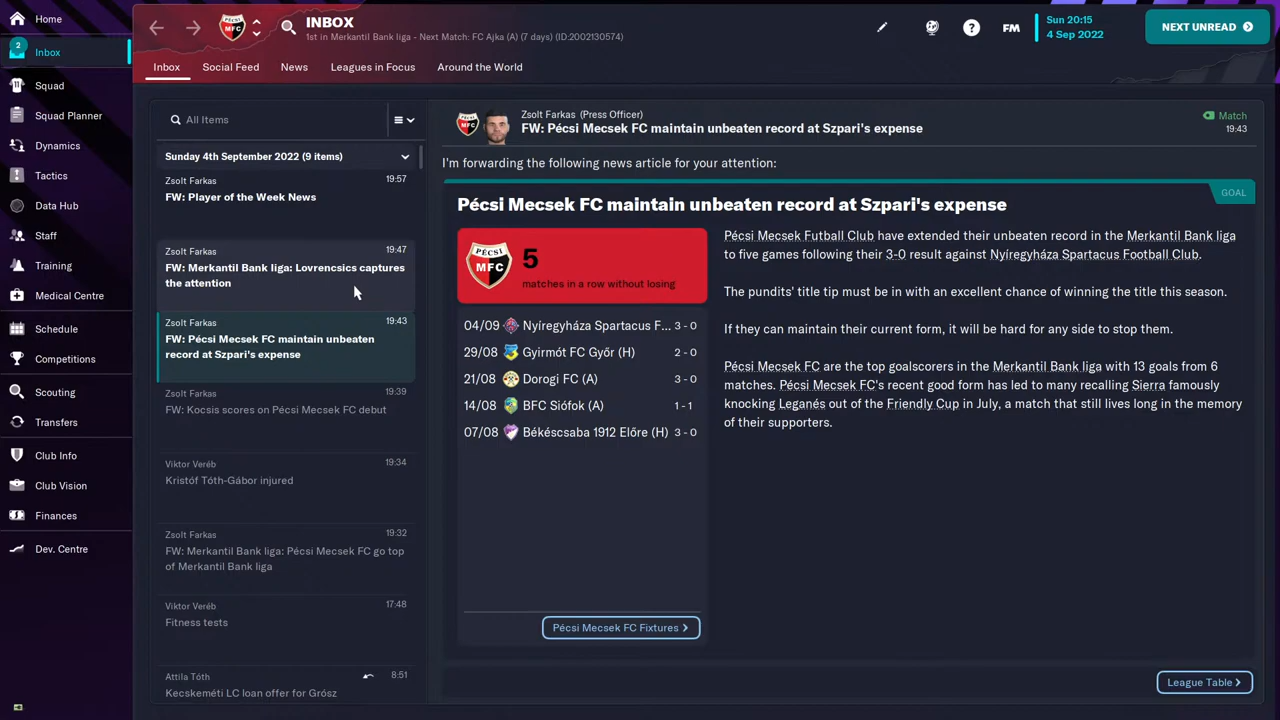 Home
2
Inbox
Squad
Squad Planner
Dynamics
Tactics
Data Hub
Staff
Training
Medical Centre
Schedule
Competitions
Scouting
Transfers
Club Info
Club Vision
Finances
Dev. Centre
PÉCSI
MFC
INBOX
1st in Merkantil Bank liga - Next Match: FC Ajka (A) (7 days) (ID:2002130574)
?
FM
Sun 20:15
4 Sep 2022
NEXT UNREAD
Inbox
Social Feed
News
Leagues in Focus
Around the World
All Items
Sunday 4th September 2022 (9 items)
Zsolt Farkas 19:57
FW: Player of the Week News
Zsolt Farkas 19:47
FW: Merkantil Bank liga: Lovrencsics captures
the attention
Zsolt Farkas 19:43
FW: Pécsi Mecsek FC maintain unbeaten
record at Szpari's expense
Zsolt Farkas 19:39
FW: Kocsis scores on Pécsi Mecsek FC debut
Viktor Veréb 19:34
Kristóf Tóth-Gábor injured
Zsolt Farkas 19:32
FW: Merkantil Bank liga: Pécsi Mecsek FC go top
of Merkantil Bank liga
Viktor Veréb 17:48
Fitness tests
Attila Tóth 8:51
Kecskeméti LC loan offer for Grósz
Zsolt Farkas (Press Officer)
FW: Pécsi Mecsek FC maintain unbeaten record at Szpari's expense
Match
19:43
I'm forwarding the following news article for your attention:
GOAL
Pécsi Mecsek FC maintain unbeaten record at Szpari's expense
PÉCSI
MFC
5
matches in a row without losing
04/09 Nyíregyháza Spartacus F... 3 - 0
29/08 Gyirmót FC Győr (H) 2 - 0
21/08 Dorogi FC (A) 3 - 0
14/08 BFC Siófok (A) 1 - 1
07/08 Békéscsaba 1912 Előre (H) 3 - 0
Pécsi Mecsek FC Fixtures
Pécsi Mecsek Futball Club have extended their unbeaten record in the Merkantil Bank liga
to five games following their 3-0 result against Nyíregyháza Spartacus Football Club.
The pundits' title tip must be in with an excellent chance of winning the title this season.
If they can maintain their current form, it will be hard for any side to stop them.
Pécsi Mecsek FC are the top goalscorers in the Merkantil Bank liga with 13 goals from 6
matches. Pécsi Mecsek FC's recent good form has led to many recalling Sierra famously
knocking Leganés out of the Friendly Cup in July, a match that still lives long in the memory
of their supporters.
League Table